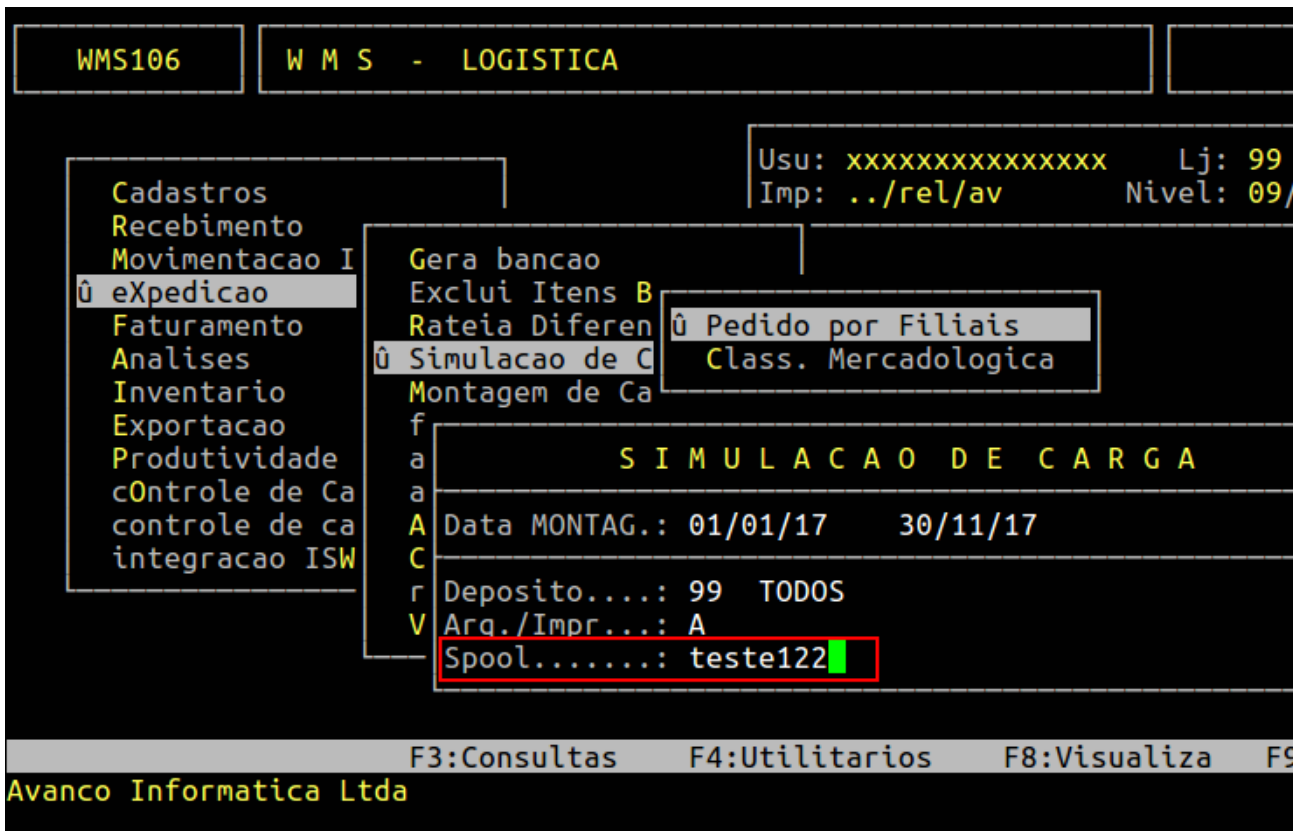 WMS106 W M S - LOGISTICA
Usu: xxxxxxxxxxxxxxx Lj: 99
Imp: ../rel/av Nivel: 09/
Cadastros
Recebimento
Movimentacao I
û eXpedicao
Faturamento
Analises
Inventario
Exportacao
Produtividade
cOntrole de Ca
controle de ca
integracao ISW
Gera bancao
Exclui Itens B
Rateia Diferen
û Simulacao de C
Montagem de Ca
f
a
a
A
C
r
V
û Pedido por Filiais
Class. Mercadologica
S I M U L A C A O D E C A R G A
Data MONTAG.: 01/01/17 30/11/17
Deposito....: 99 TODOS
Arq./Impr...: A
Spool.......: teste122
F3:Consultas F4:Utilitarios F8:Visualiza F9
Avanco Informatica Ltda